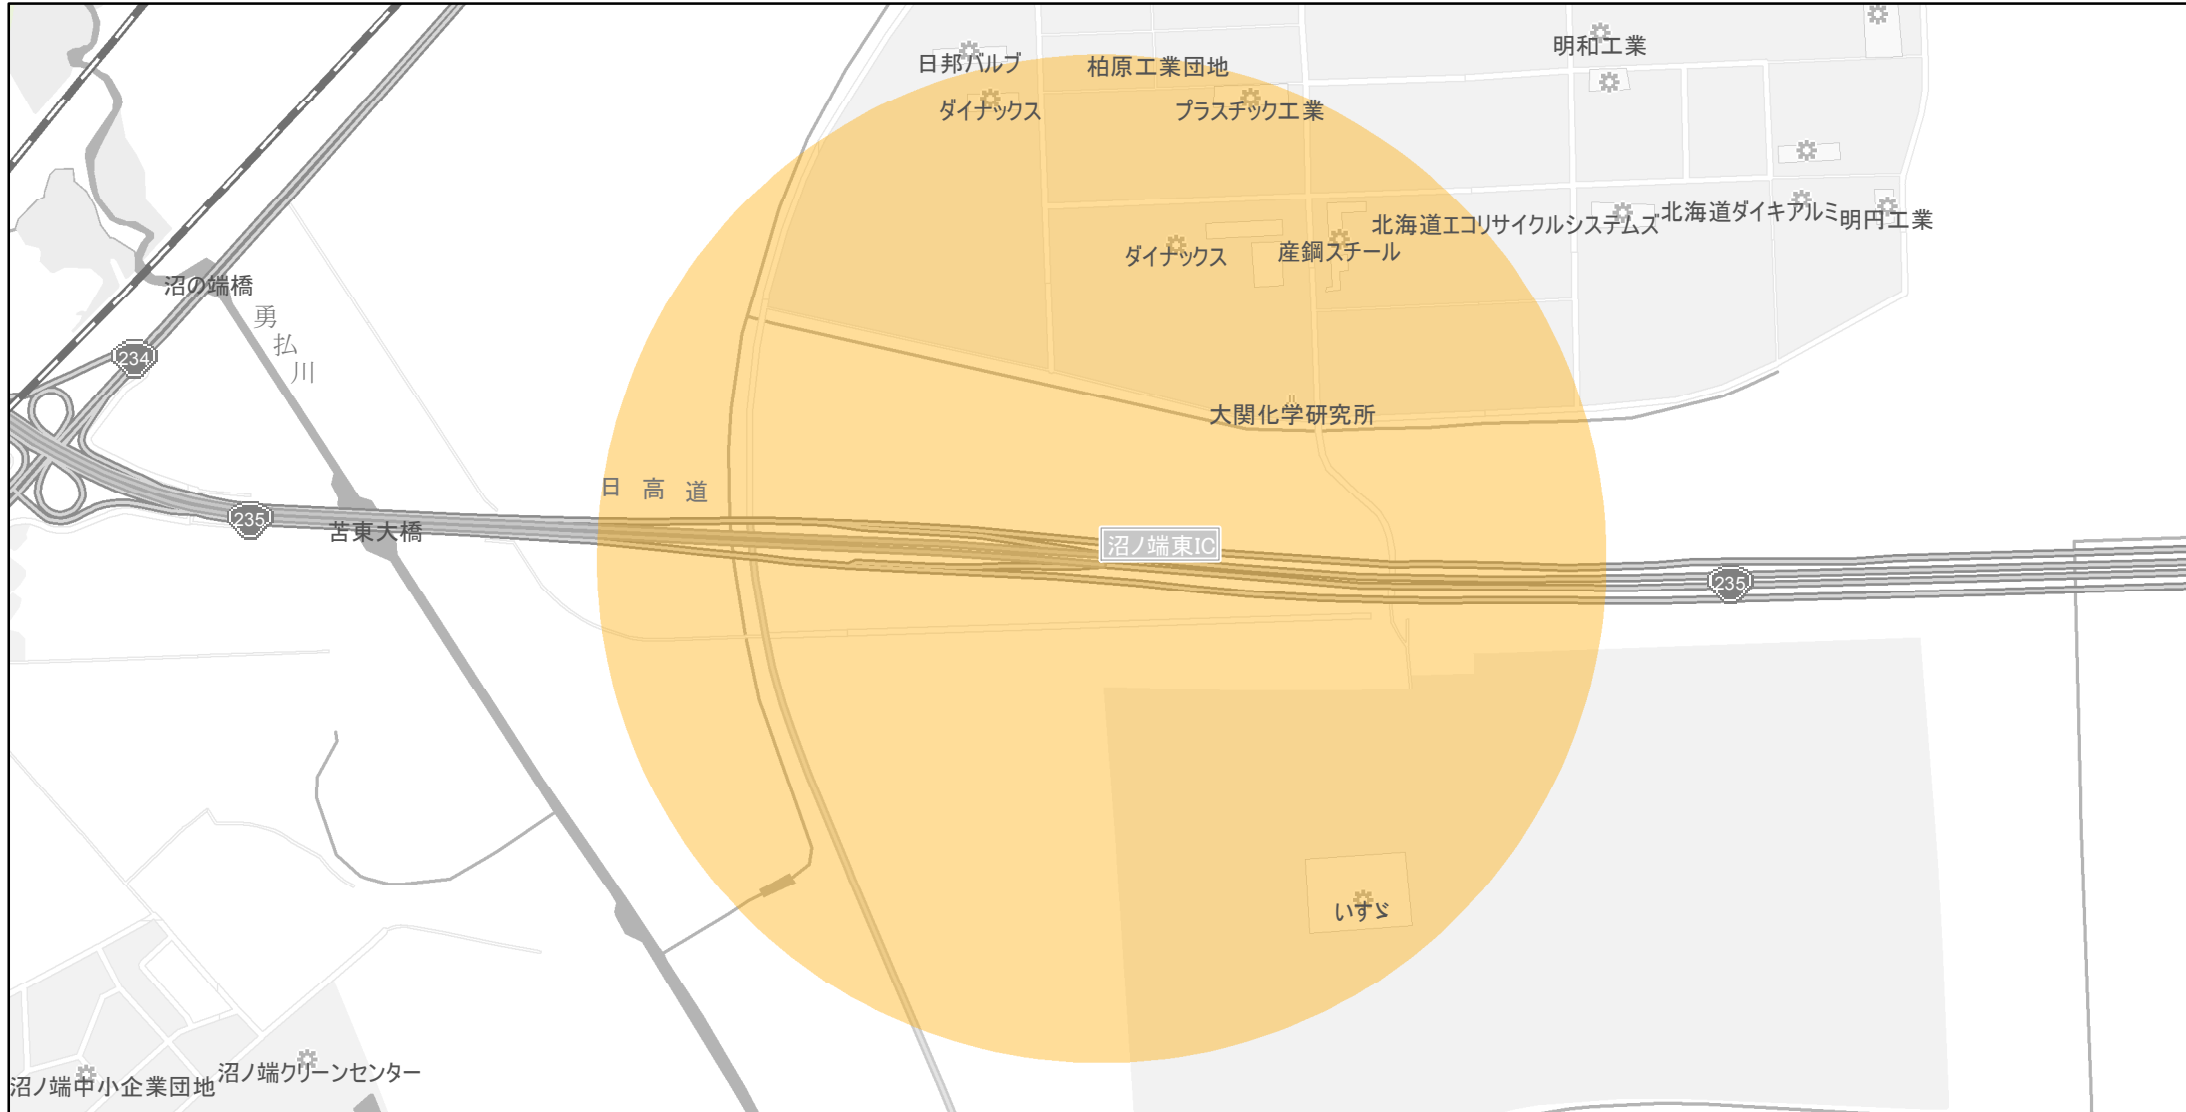 明和工業
日邦バルブ
柏原工業団地
ダイナックス
プラスチック工業
北海道エコリサイクルシステムズ
北海道ダイキアルミ
明円工業
ダイナックス
産鋼スチール
沼の端橋
勇払川
234
大関化学研究所
日高道
235
苫東大橋
沼ノ端東IC
235
いすゞ
沼ノ端クリーンセンター
沼ノ端中小企業団地